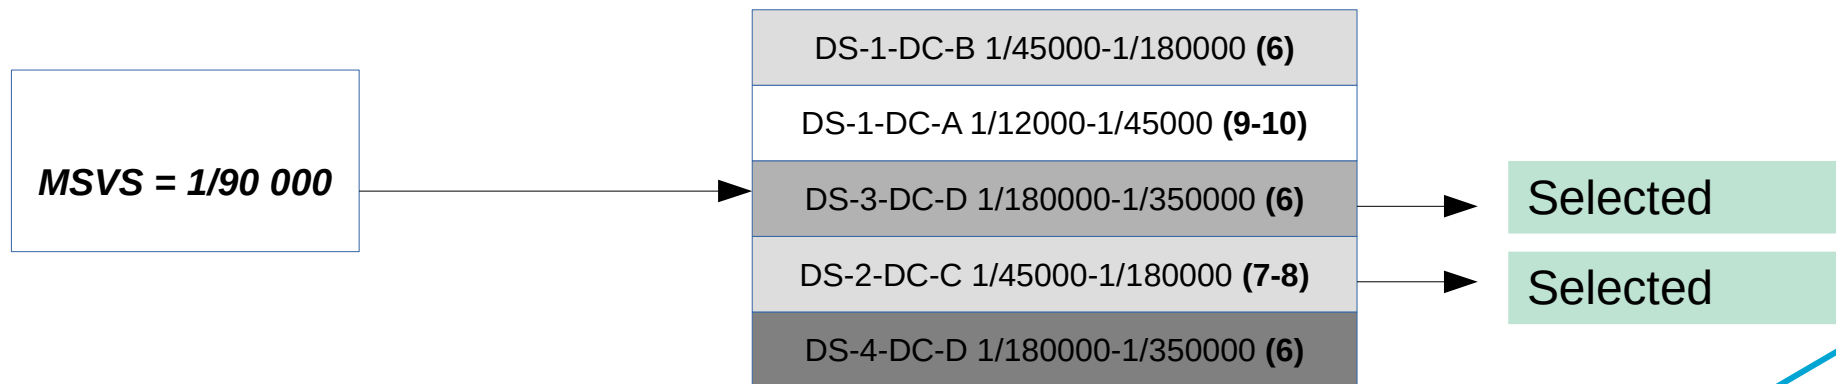 DS-1-DC-B 1/45000-1/180000 (6)
DS-1-DC-A 1/12000-1/45000 (9-10)
MSVS = 1/90 000
DS-3-DC-D 1/180000-1/350000 (6)
Selected
DS-2-DC-C 1/45000-1/180000 (7-8)
Selected
DS-4-DC-D 1/180000-1/350000 (6)